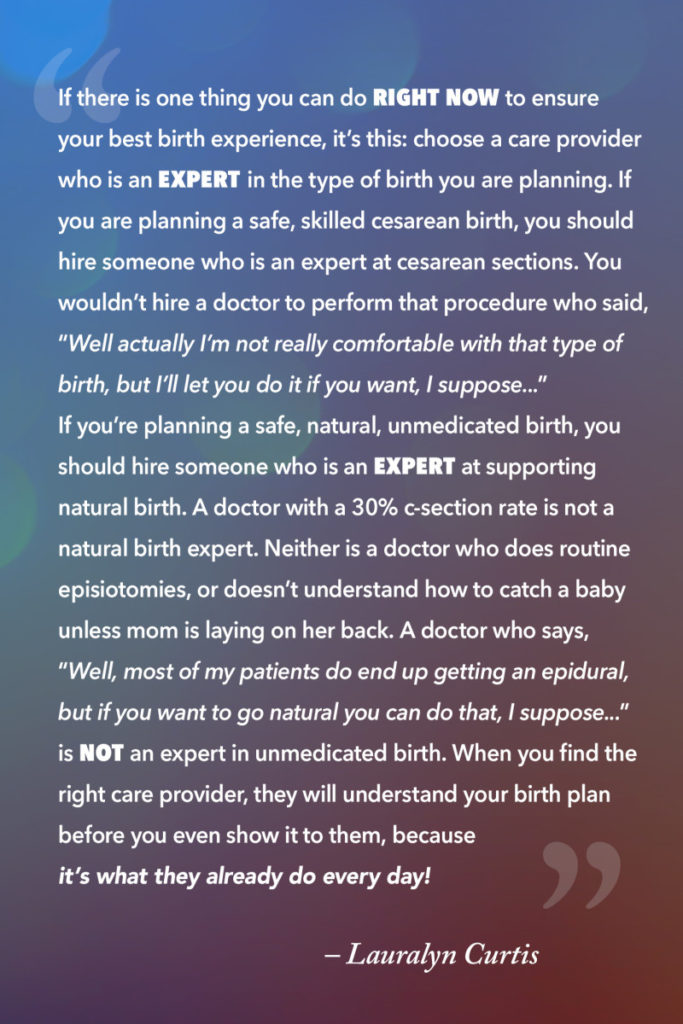 “
If there is one thing you can do RIGHT NOW to ensure
your best birth experience, it’s this: choose a care provider
who is an EXPERT in the type of birth you are planning. If
you are planning a safe, skilled cesarean birth, you should
hire someone who is an expert at cesarean sections. You
wouldn’t hire a doctor to perform that procedure who said,
“Well actually I’m not really comfortable with that type of
birth, but I’ll let you do it if you want, I suppose...”
If you’re planning a safe, natural, unmedicated birth, you
should hire someone who is an EXPERT at supporting
natural birth. A doctor with a 30% c-section rate is not a
natural birth expert. Neither is a doctor who does routine
episiotomies, or doesn’t understand how to catch a baby
unless mom is laying on her back. A doctor who says,
“Well, most of my patients do end up getting an epidural,
but if you want to go natural you can do that, I suppose...”
is NOT an expert in unmedicated birth. When you find the
right care provider, they will understand your birth plan
before you even show it to them, because
it’s what they already do every day!
”
– Lauralyn Curtis